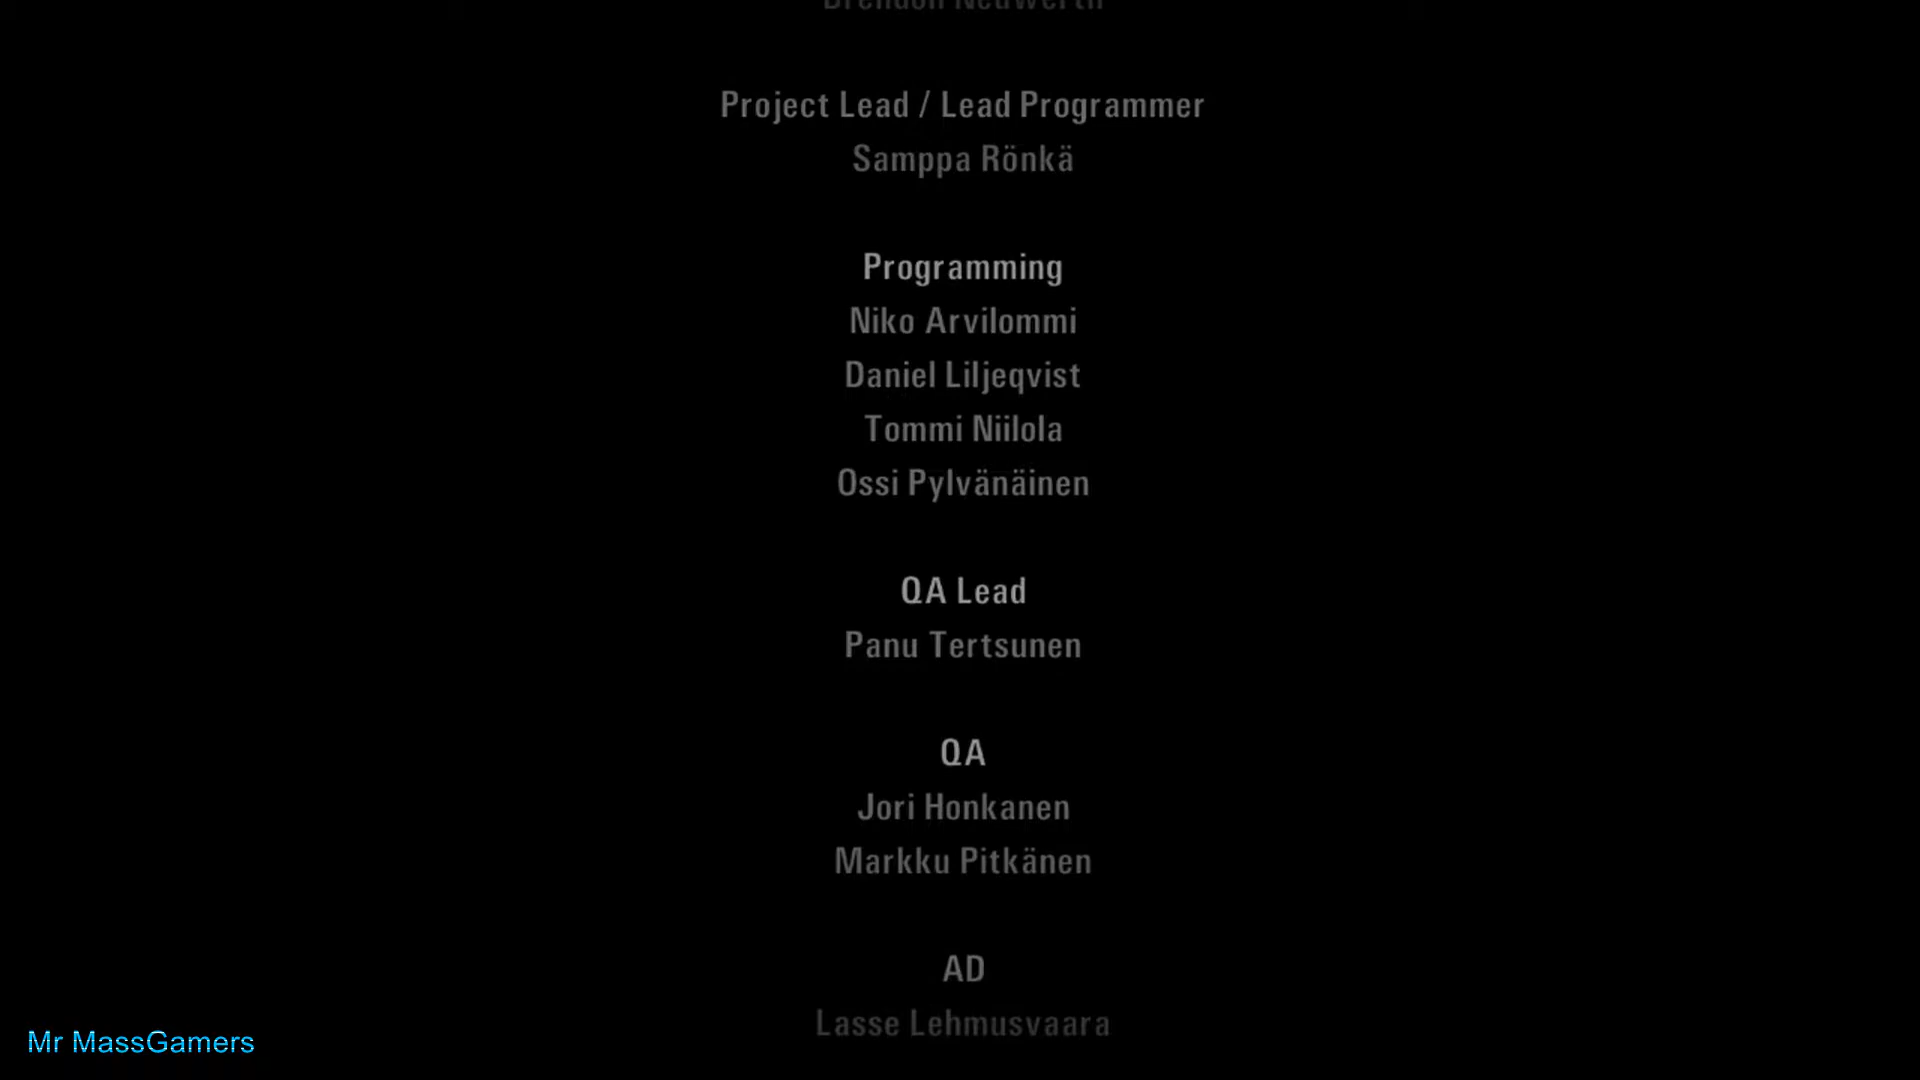 Project Lead / Lead Programmer
Samppa Rönkä
Programming
Niko Arvilommi
Daniel Liljeqvist
Tommi Niilola
Ossi Pylvänäinen
QA Lead
Panu Tertsunen
QA
Jori Honkanen
Markku Pitkänen
AD
Lasse Lehmusvaara
Mr MassGamers